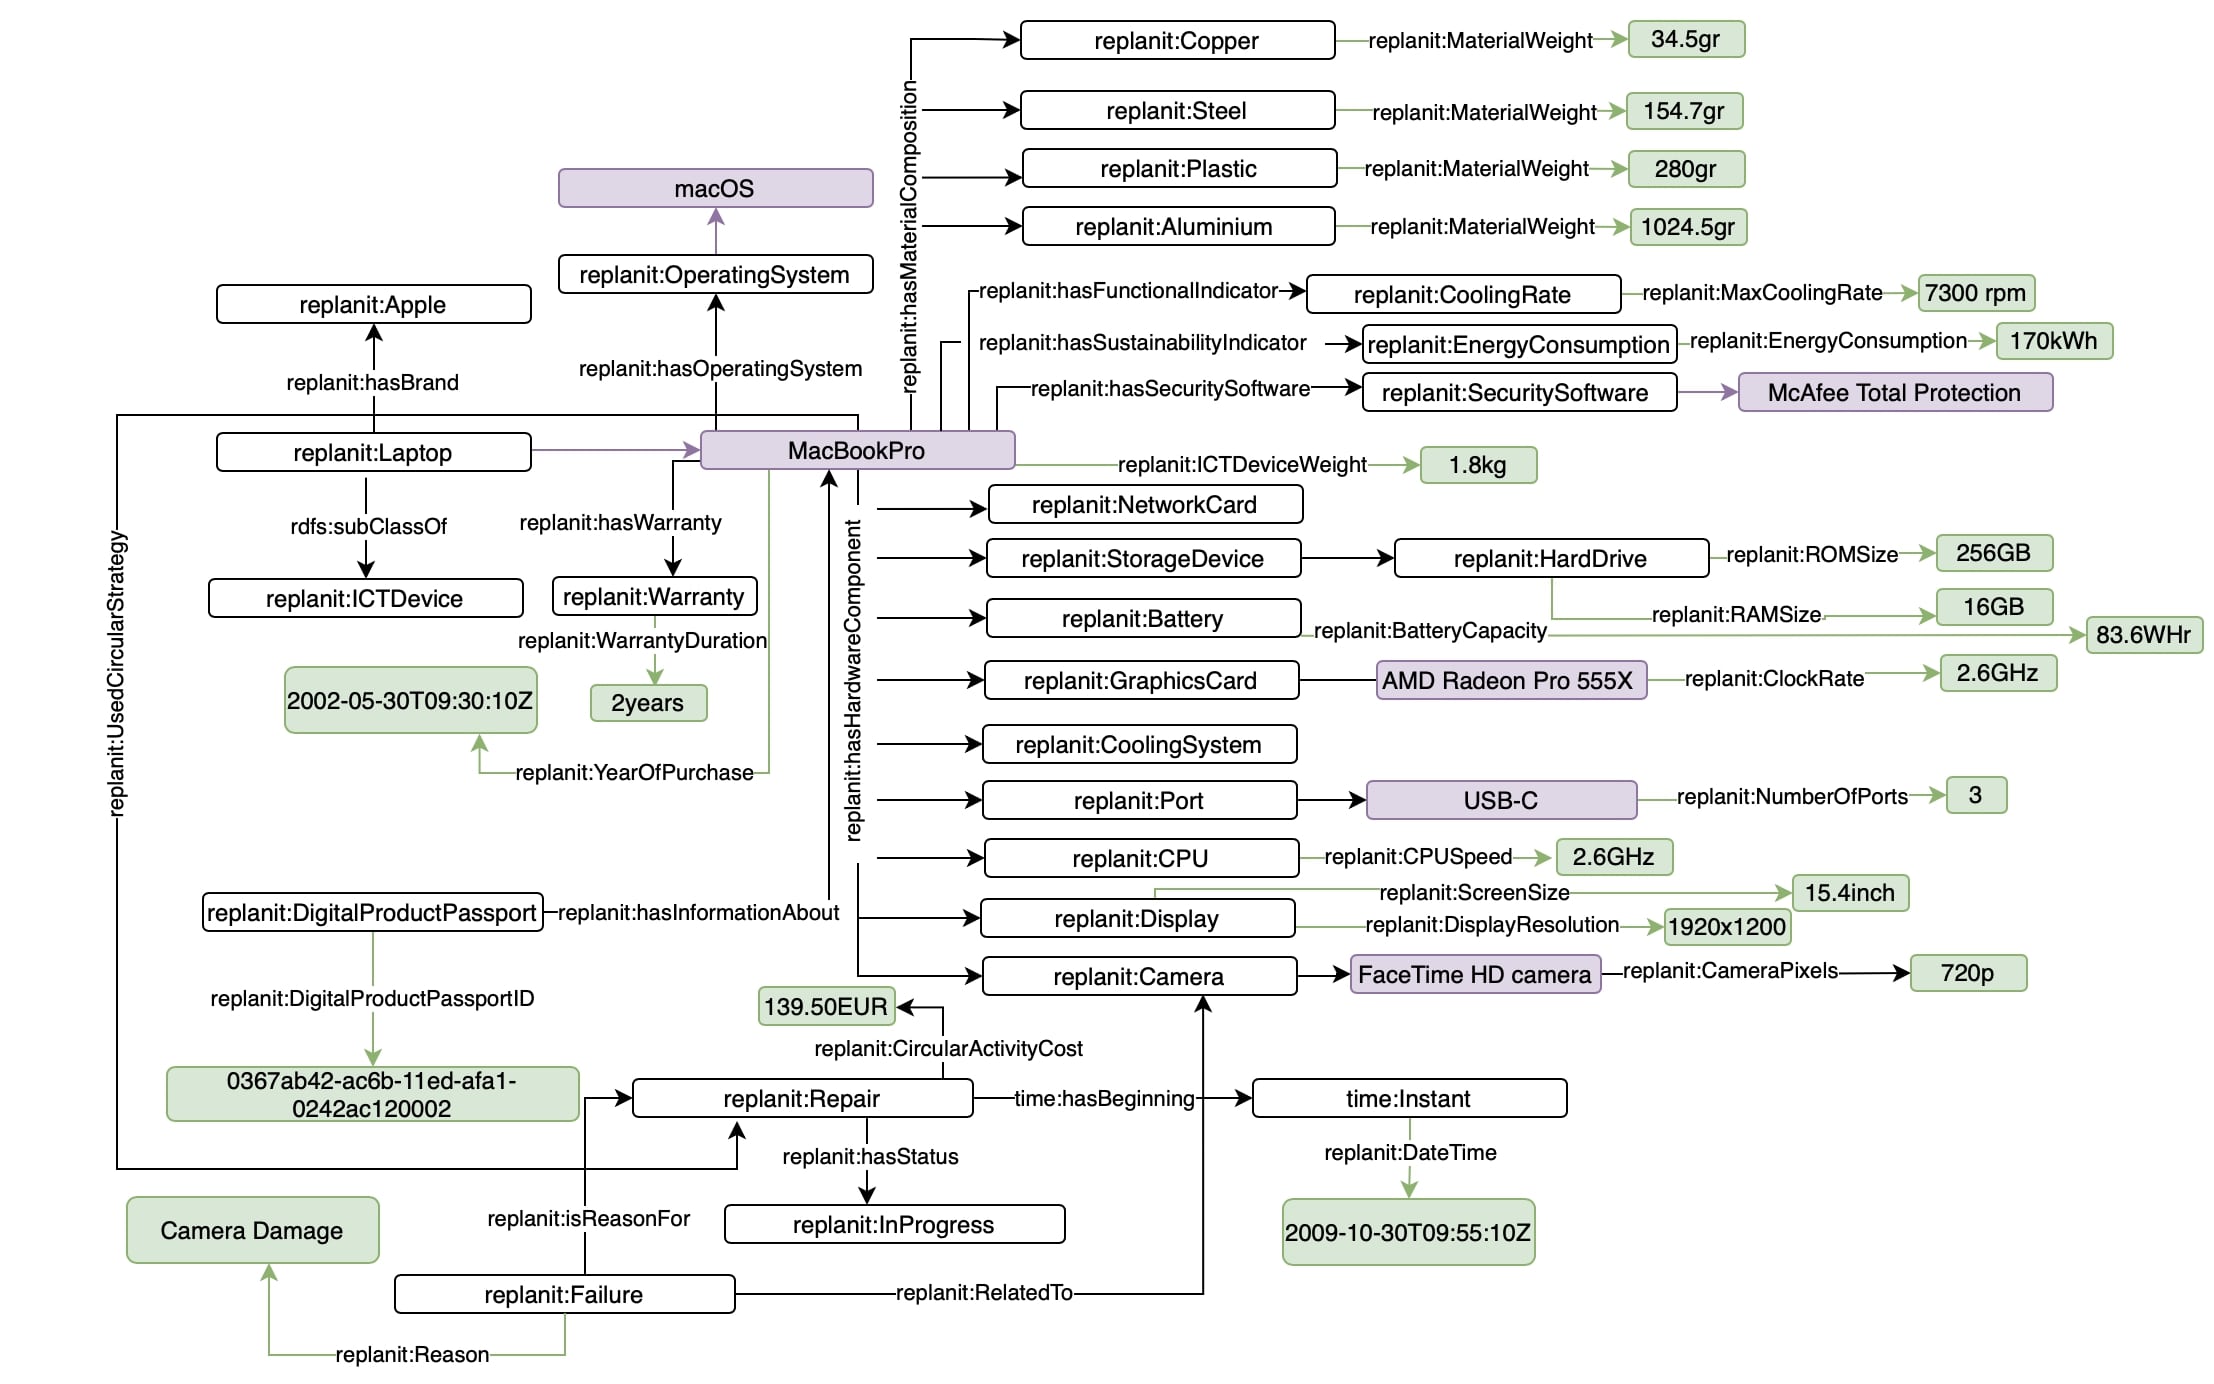 replanit:Copper
replanit:MaterialWeight
34.5gr
replanit:Steel
replanit:MaterialWeight
154.7gr
replanit:hasMaterialComposition
replanit:Plastic
replanit:MaterialWeight
280gr
macOS
replanit:Aluminium
replanit:MaterialWeight
1024.5gr
replanit:OperatingSystem
replanit:Apple
replanit:hasFunctionalIndicator
replanit:CoolingRate
replanit:MaxCoolingRate
7300 rpm
replanit:hasSustainabilityIndicator
replanit:EnergyConsumption
replanit:EnergyConsumption
170kWh
replanit:hasBrand
replanit:hasOperatingSystem
replanit:hasSecuritySoftware
replanit:SecuritySoftware
McAfee Total Protection
replanit:Laptop
MacBookPro
replanit:ICTDeviceWeight
1.8kg
replanit:NetworkCard
rdfs:subClassOf
replanit:hasWarranty
replanit:StorageDevice
replanit:HardDrive
replanit:ROMSize
256GB
replanit:ICTDevice
replanit:Warranty
replanit:RAMSize
16GB
replanit:Battery
replanit:BatteryCapacity
83.6WHr
replanit:WarrantyDuration
replanit:UsedCircularStrategy
replanit:hasHardwareComponent
replanit:GraphicsCard
AMD Radeon Pro 555X
replanit:ClockRate
2.6GHz
2002-05-30T09:30:10Z
2years
replanit:CoolingSystem
replanit:YearOfPurchase
replanit:Port
USB-C
replanit:NumberOfPorts
3
replanit:CPU
replanit:CPUSpeed
2.6GHz
replanit:ScreenSize
15.4inch
replanit:DigitalProductPassport
replanit:hasInformationAbout
replanit:Display
replanit:DisplayResolution
1920x1200
replanit:Camera
FaceTime HD camera
replanit:CameraPixels
720p
replanit:DigitalProductPassportID
139.50EUR
replanit:CircularActivityCost
0367ab42-ac6b-11ed-afa1-
0242ac120002
replanit:Repair
time:hasBeginning
time:Instant
replanit:hasStatus
replanit:DateTime
replanit:isReasonFor
replanit:InProgress
Camera Damage
2009-10-30T09:55:10Z
replanit:Failure
replanit:RelatedTo
replanit:Reason